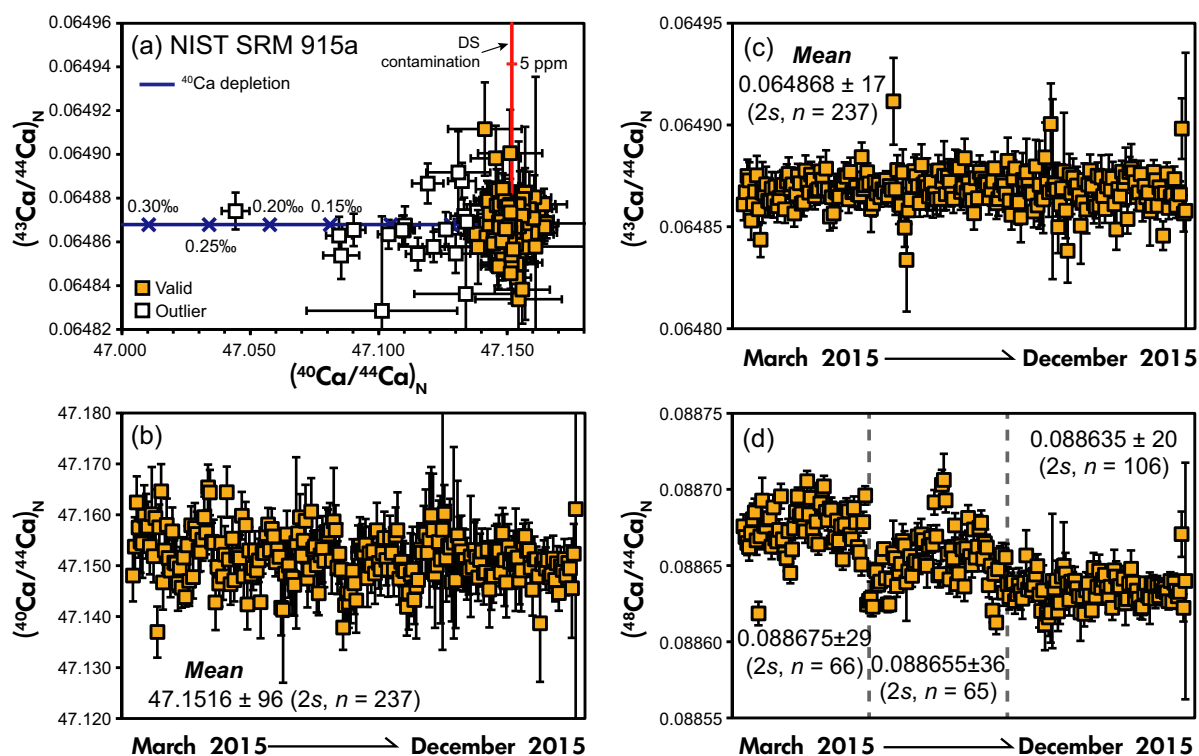 (a) NIST SRM 915a
DS
contamination
5 ppm
⁴⁰Ca depletion
0.30‰
0.25‰
0.20‰
0.15‰
Valid
Outlier
0.06496
0.06494
0.06492
0.06490
0.06488
0.06486
0.06484
0.06482
(⁴³Ca/⁴⁴Ca)N
47.000
47.050
47.100
47.150
(⁴⁰Ca/⁴⁴Ca)N
(c)
Mean
0.064868 ± 17
(2s, n = 237)
0.06495
0.06490
0.06485
0.06480
(⁴³Ca/⁴⁴Ca)N
March 2015
December 2015
(b)
47.180
47.170
47.160
47.150
47.140
47.130
47.120
(⁴⁰Ca/⁴⁴Ca)N
Mean
47.1516 ± 96 (2s, n = 237)
March 2015
December 2015
(d)
0.088635 ± 20
(2s, n = 106)
0.08875
0.08870
0.08865
0.08860
0.08855
(⁴⁸Ca/⁴⁴Ca)N
0.088675±29
(2s, n = 66)
0.088655±36
(2s, n = 65)
March 2015
December 2015